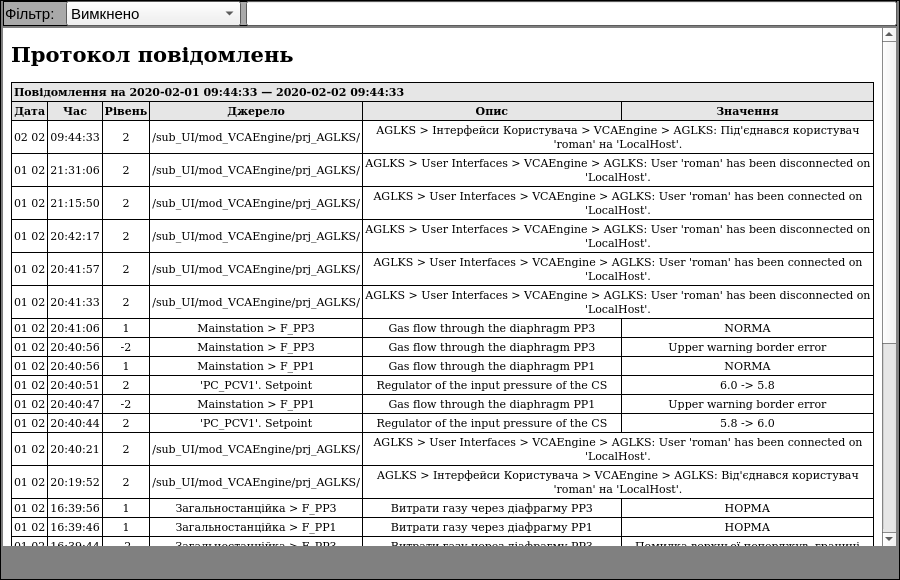 Фільтр: Вимкнено
Протокол повідомлень
Повідомлення на 2020-02-01 09:44:33 — 2020-02-02 09:44:33
Дата Час Рівень Джерело Опис Значення
02 02 09:44:33 2 /sub_UI/mod_VCAEngine/prj_AGLKS/ AGLKS > Інтерфейси Користувача > VCAEngine > AGLKS: Під'єднався користувач
'roman' на 'LocalHost'.
01 02 21:31:06 2 /sub_UI/mod_VCAEngine/prj_AGLKS/ AGLKS > User Interfaces > VCAEngine > AGLKS: User 'roman' has been disconnected on
'LocalHost'.
01 02 21:15:50 2 /sub_UI/mod_VCAEngine/prj_AGLKS/ AGLKS > User Interfaces > VCAEngine > AGLKS: User 'roman' has been connected on
'LocalHost'.
01 02 20:42:17 2 /sub_UI/mod_VCAEngine/prj_AGLKS/ AGLKS > User Interfaces > VCAEngine > AGLKS: User 'roman' has been disconnected on
'LocalHost'.
01 02 20:41:57 2 /sub_UI/mod_VCAEngine/prj_AGLKS/ AGLKS > User Interfaces > VCAEngine > AGLKS: User 'roman' has been connected on
'LocalHost'.
01 02 20:41:33 2 /sub_UI/mod_VCAEngine/prj_AGLKS/ AGLKS > User Interfaces > VCAEngine > AGLKS: User 'roman' has been disconnected on
'LocalHost'.
01 02 20:41:06 1 Mainstation > F_PP3 Gas flow through the diaphragm PP3 NORMA
01 02 20:40:56 -2 Mainstation > F_PP3 Gas flow through the diaphragm PP3 Upper warning border error
01 02 20:40:56 1 Mainstation > F_PP1 Gas flow through the diaphragm PP1 NORMA
01 02 20:40:51 2 'PC_PCV1'. Setpoint Regulator of the input pressure of the CS 6.0 -> 5.8
01 02 20:40:47 -2 Mainstation > F_PP1 Gas flow through the diaphragm PP1 Upper warning border error
01 02 20:40:44 2 'PC_PCV1'. Setpoint Regulator of the input pressure of the CS 5.8 -> 6.0
01 02 20:40:21 2 /sub_UI/mod_VCAEngine/prj_AGLKS/ AGLKS > User Interfaces > VCAEngine > AGLKS: User 'roman' has been connected on
'LocalHost'.
01 02 20:19:52 2 /sub_UI/mod_VCAEngine/prj_AGLKS/ AGLKS > Інтерфейси Користувача > VCAEngine > AGLKS: Від'єднався користувач
'roman' на 'LocalHost'.
01 02 16:39:56 1 Загальностанційка > F_PP3 Витрати газу через діафрагму PP3 НОРМА
01 02 16:39:46 1 Загальностанційка > F_PP1 Витрати газу через діафрагму PP1 НОРМА
01 02 16:39:44 Загальностанційка > F_PP3 Витрати газу через діафрагму PP3